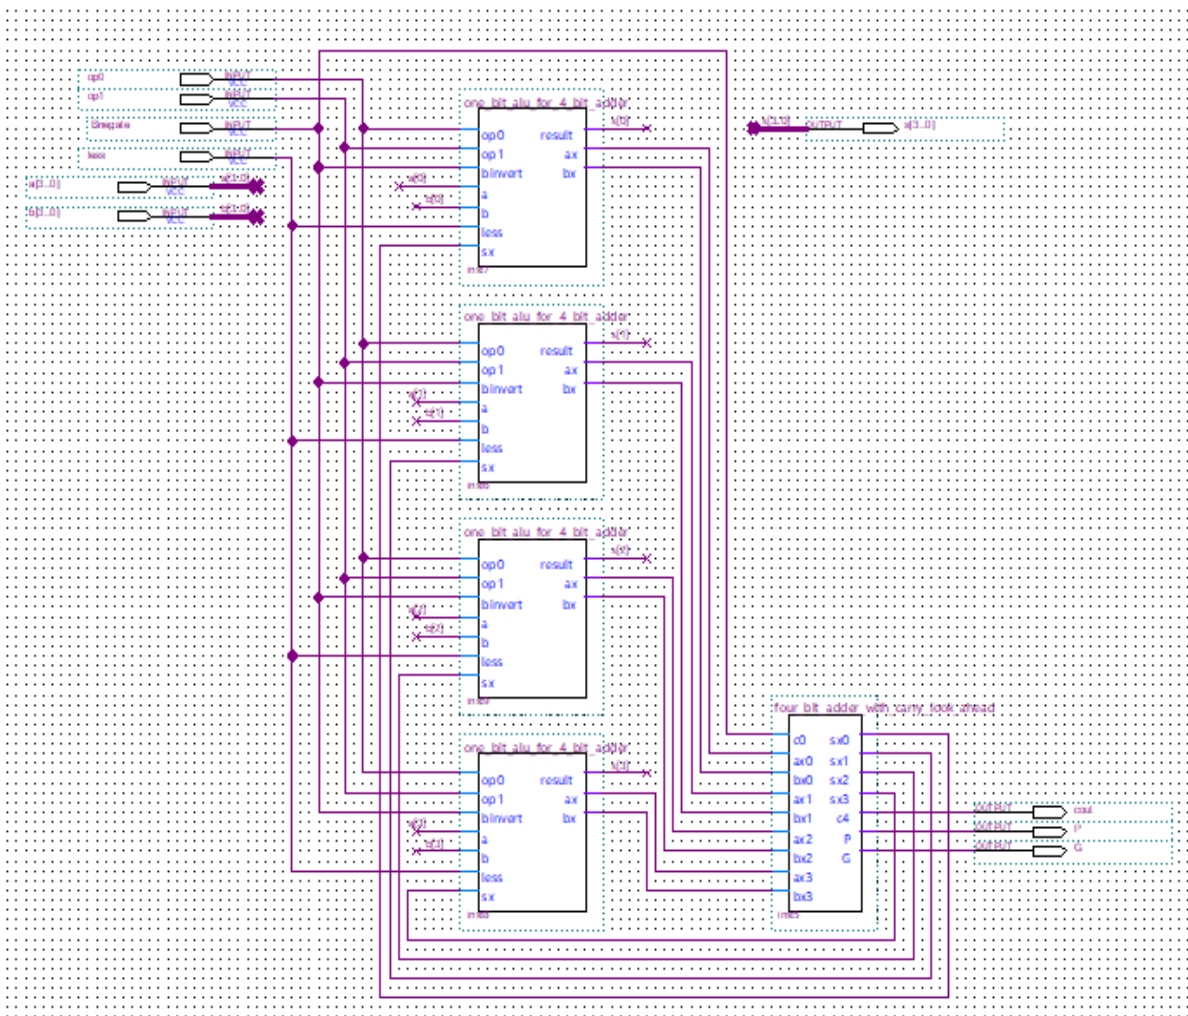 op0 INPUT VCC
op1 INPUT VCC
Bnegate INPUT VCC
less INPUT VCC
a[3..0] INPUT VCC a[3..0]
b[3..0] INPUT VCC b[3..0]
one_bit_alu_for_4_bit_adder
op0 result s[0]
op1 ax
bInvert bx
a[0] a
b[0] b
less
sx
s[3..0] OUTPUT s[3..0]
one_bit_alu_for_4_bit_adder
op0 result s[1]
op1 ax
bInvert bx
a[1] a
b[1] b
less
sx
one_bit_alu_for_4_bit_adder
op0 result s[2]
op1 ax
bInvert bx
a[2] a
b[2] b
less
sx
one_bit_alu_for_4_bit_adder
op0 result s[3]
op1 ax
bInvert bx
a[3] a
b[3] b
less
sx
four_bit_adder_with_carry_look_ahead
c0 sx0
ax0 sx1
bx0 sx2
ax1 sx3
bx1 c4
ax2 P
bx2 G
ax3
bx3
OUTPUT cout
OUTPUT P
OUTPUT G